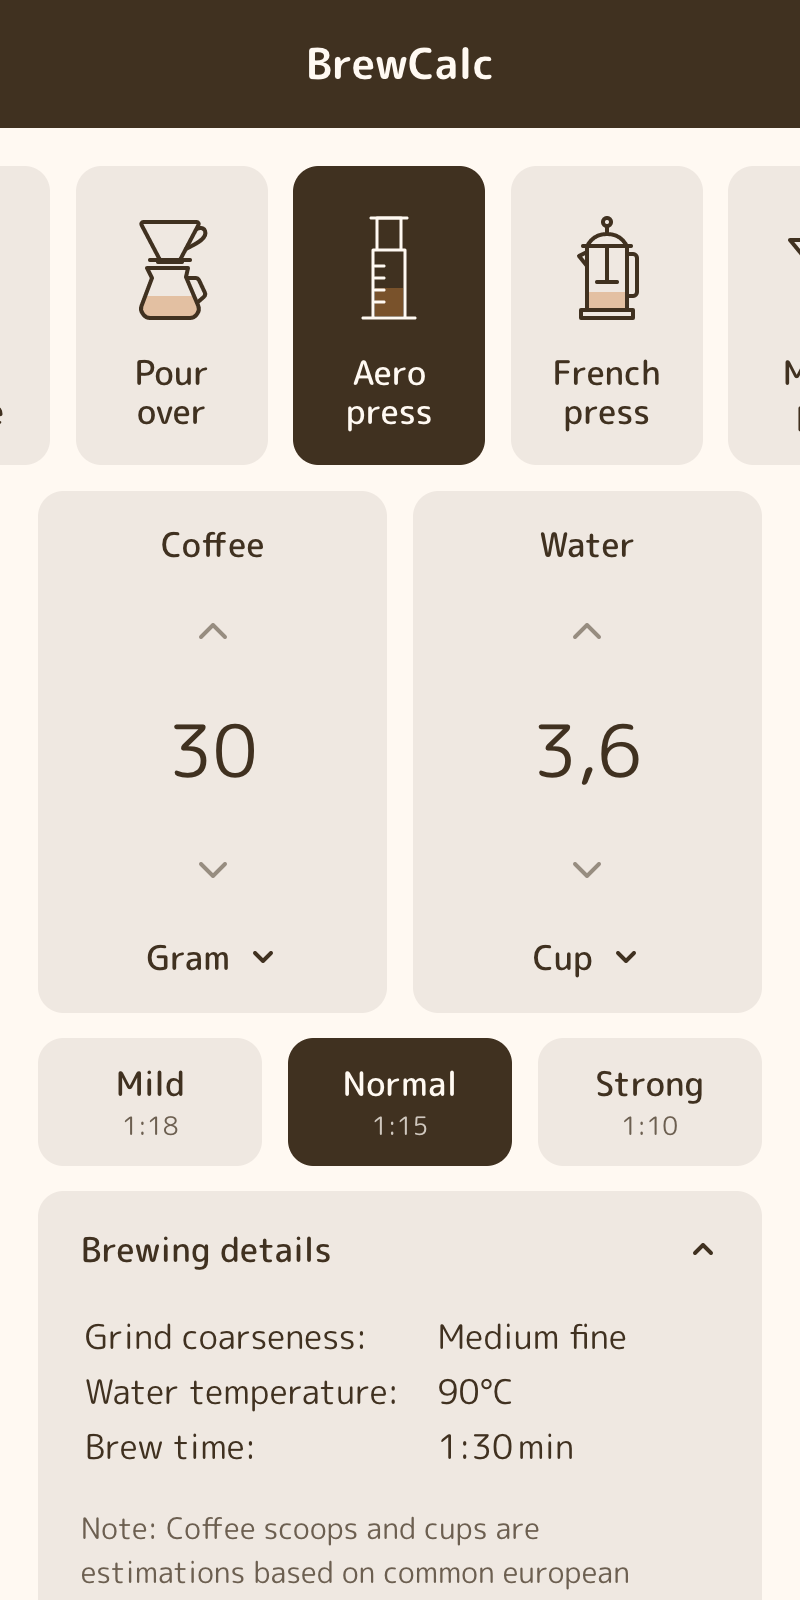 BrewCalc
Pour
over
Aero
press
French
press
Coffee
Water
30
3,6
Gram
Cup
Mild
1:18
Normal
1:15
Strong
1:10
Brewing details
Grind coarseness: Medium fine
Water temperature: 90°C
Brew time: 1:30 min
Note: Coffee scoops and cups are
estimations based on common european